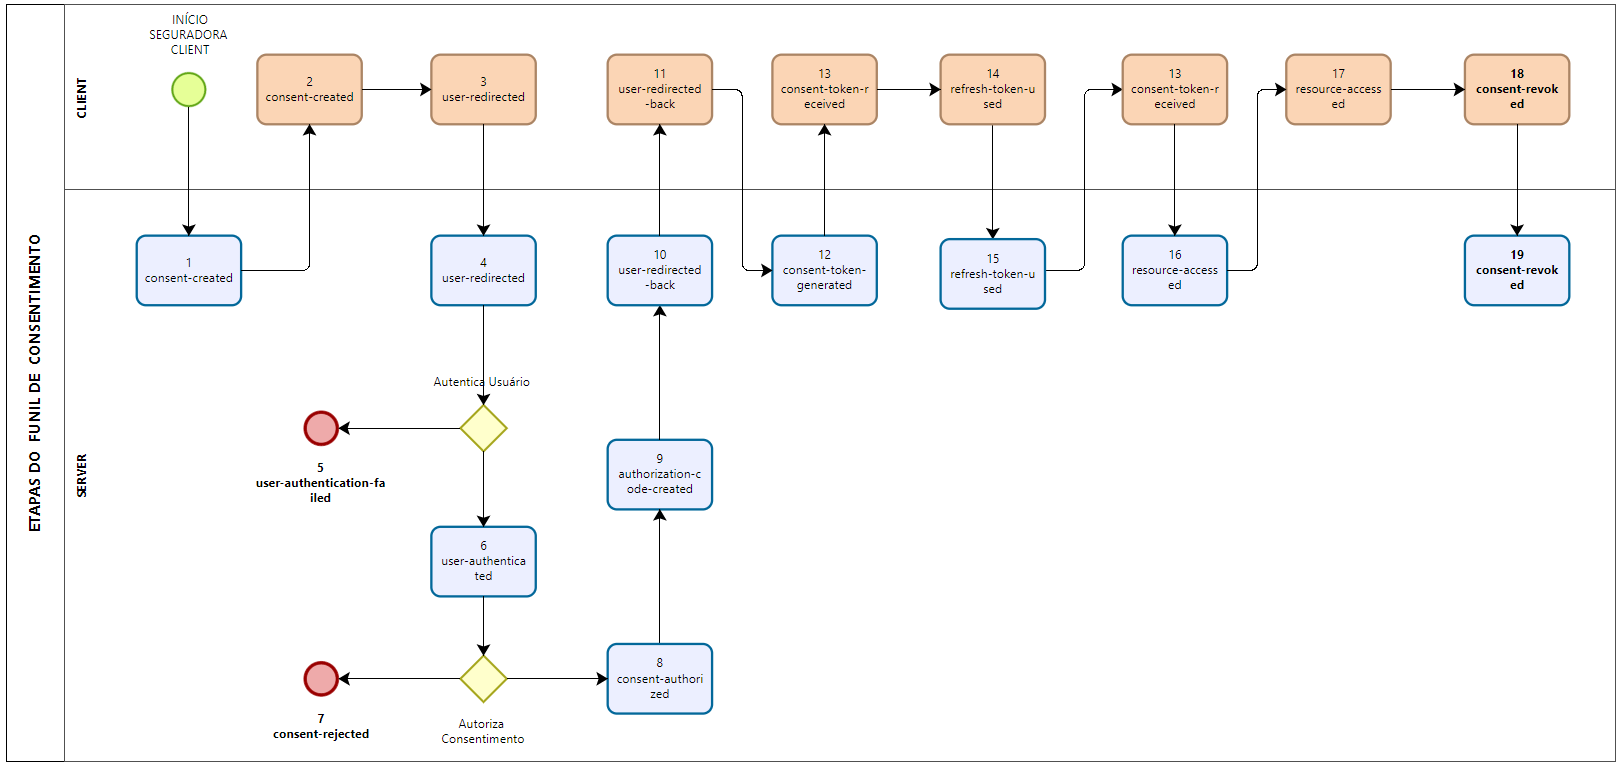 ETAPAS DO FUNIL DE CONSENTIMENTO
CLIENT
INÍCIO
SEGURADORA
CLIENT
2
consent-created
3
user-redirected
11
user-redirected
-back
13
consent-token-r
eceived
14
refresh-token-u
sed
13
consent-token-r
eceived
17
resource-access
ed
18
consent-revok
ed
SERVER
1
consent-created
4
user-redirected
10
user-redirected
-back
12
consent-token-
generated
15
refresh-token-u
sed
16
resource-access
ed
19
consent-revok
ed
Autentica Usuário
5
user-authentication-fa
iled
9
authorization-c
ode-created
6
user-authentica
ted
8
consent-authori
zed
7
consent-rejected
Autoriza
Consentimento